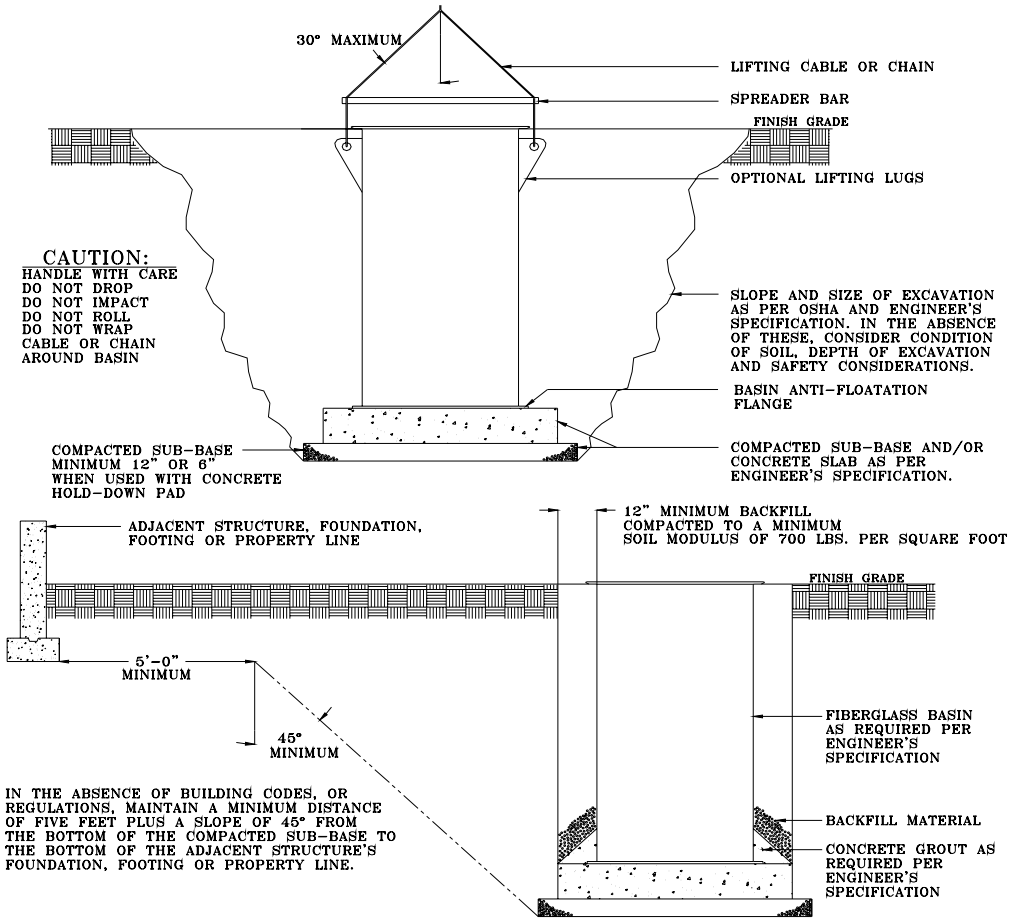 30° MAXIMUM
LIFTING CABLE OR CHAIN
SPREADER BAR
FINISH GRADE
OPTIONAL LIFTING LUGS
CAUTION:
HANDLE WITH CARE
DO NOT DROP
DO NOT IMPACT
DO NOT ROLL
DO NOT WRAP
CABLE OR CHAIN
AROUND BASIN
SLOPE AND SIZE OF EXCAVATION
AS PER OSHA AND ENGINEER'S
SPECIFICATION. IN THE ABSENCE
OF THESE, CONSIDER CONDITION
OF SOIL, DEPTH OF EXCAVATION
AND SAFETY CONSIDERATIONS.
BASIN ANTI-FLOATATION
FLANGE
COMPACTED SUB-BASE
MINIMUM 12" OR 6"
WHEN USED WITH CONCRETE
HOLD-DOWN PAD
COMPACTED SUB-BASE AND/OR
CONCRETE SLAB AS PER
ENGINEER'S SPECIFICATION.
12" MINIMUM BACKFILL
COMPACTED TO A MINIMUM
SOIL MODULUS OF 700 LBS. PER SQUARE FOOT
ADJACENT STRUCTURE, FOUNDATION,
FOOTING OR PROPERTY LINE
FINISH GRADE
5'-0"
MINIMUM
45°
MINIMUM
FIBERGLASS BASIN
AS REQUIRED PER
ENGINEER'S
SPECIFICATION
IN THE ABSENCE OF BUILDING CODES, OR
REGULATIONS, MAINTAIN A MINIMUM DISTANCE
OF FIVE FEET PLUS A SLOPE OF 45° FROM
THE BOTTOM OF THE COMPACTED SUB-BASE TO
THE BOTTOM OF THE ADJACENT STRUCTURE'S
FOUNDATION, FOOTING OR PROPERTY LINE.
BACKFILL MATERIAL
CONCRETE GROUT AS
REQUIRED PER
ENGINEER'S
SPECIFICATION